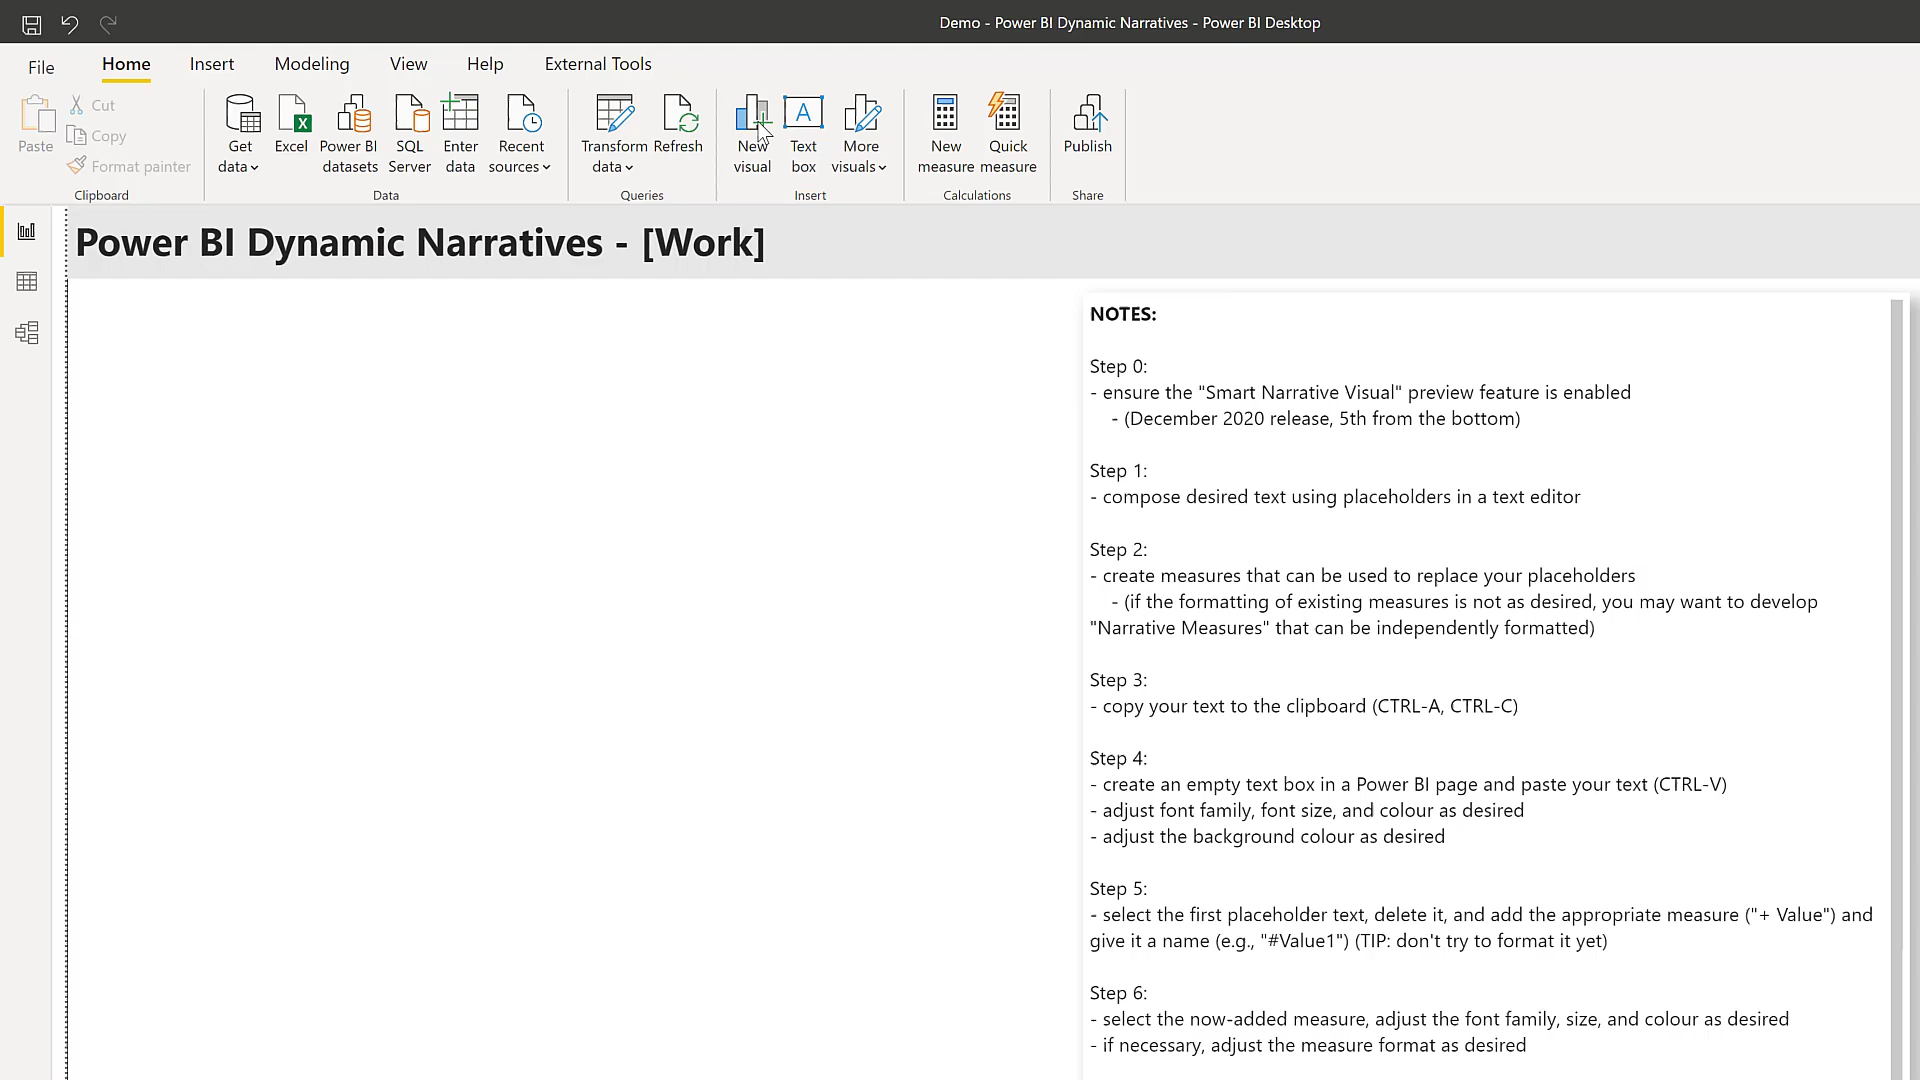 Demo - Power BI Dynamic Narratives - Power BI Desktop
File Home Insert Modeling View Help External Tools
Paste
Cut
Copy
Format painter
Clipboard
Get data
Excel
Power BI datasets
SQL Server
Enter data
Recent sources
Data
Transform data
Refresh
Queries
New visual
A
Text box
More visuals
Insert
New measure
Quick measure
Calculations
Publish
Share
Power BI Dynamic Narratives - [Work]
NOTES:
Step 0:
- ensure the "Smart Narrative Visual" preview feature is enabled
- (December 2020 release, 5th from the bottom)
Step 1:
- compose desired text using placeholders in a text editor
Step 2:
- create measures that can be used to replace your placeholders
- (if the formatting of existing measures is not as desired, you may want to develop
"Narrative Measures" that can be independently formatted)
Step 3:
- copy your text to the clipboard (CTRL-A, CTRL-C)
Step 4:
- create an empty text box in a Power BI page and paste your text (CTRL-V)
- adjust font family, font size, and colour as desired
- adjust the background colour as desired
Step 5:
- select the first placeholder text, delete it, and add the appropriate measure ("+ Value") and
give it a name (e.g., "#Value1") (TIP: don't try to format it yet)
Step 6:
- select the now-added measure, adjust the font family, size, and colour as desired
- if necessary, adjust the measure format as desired